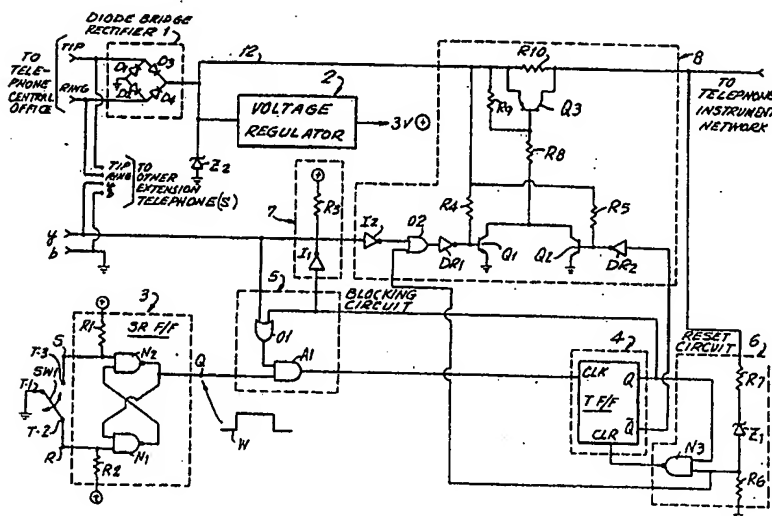 DIODE BRIDGE
RECTIFIER 1
TO
TELE-
PHONE
CENTRAL
OFFICE
TIP
RING
D1
D3
D2
D4
12
2
VOLTAGE
REGULATOR
3V
Z2
TIP
RING
y
b
TO
OTHER
EXTENSION
TELEPHONE(S)
y
b
7
R3
I1
8
R10
R9
Q3
R8
R4
R5
I2
O2
DR1
Q1
Q2
DR2
TO
TELEPHONE
INSTRUMENT
NETWORK
3
SR F/F
R1
N2
N1
R2
S
T-3
SW1
T-1
T-2
R
Q
W
5
BLOCKING
CIRCUIT
O1
A1
4
CLK
Q
T F/F
Q̄
CLR
RESET
CIRCUIT
6
R7
Z1
N3
R6